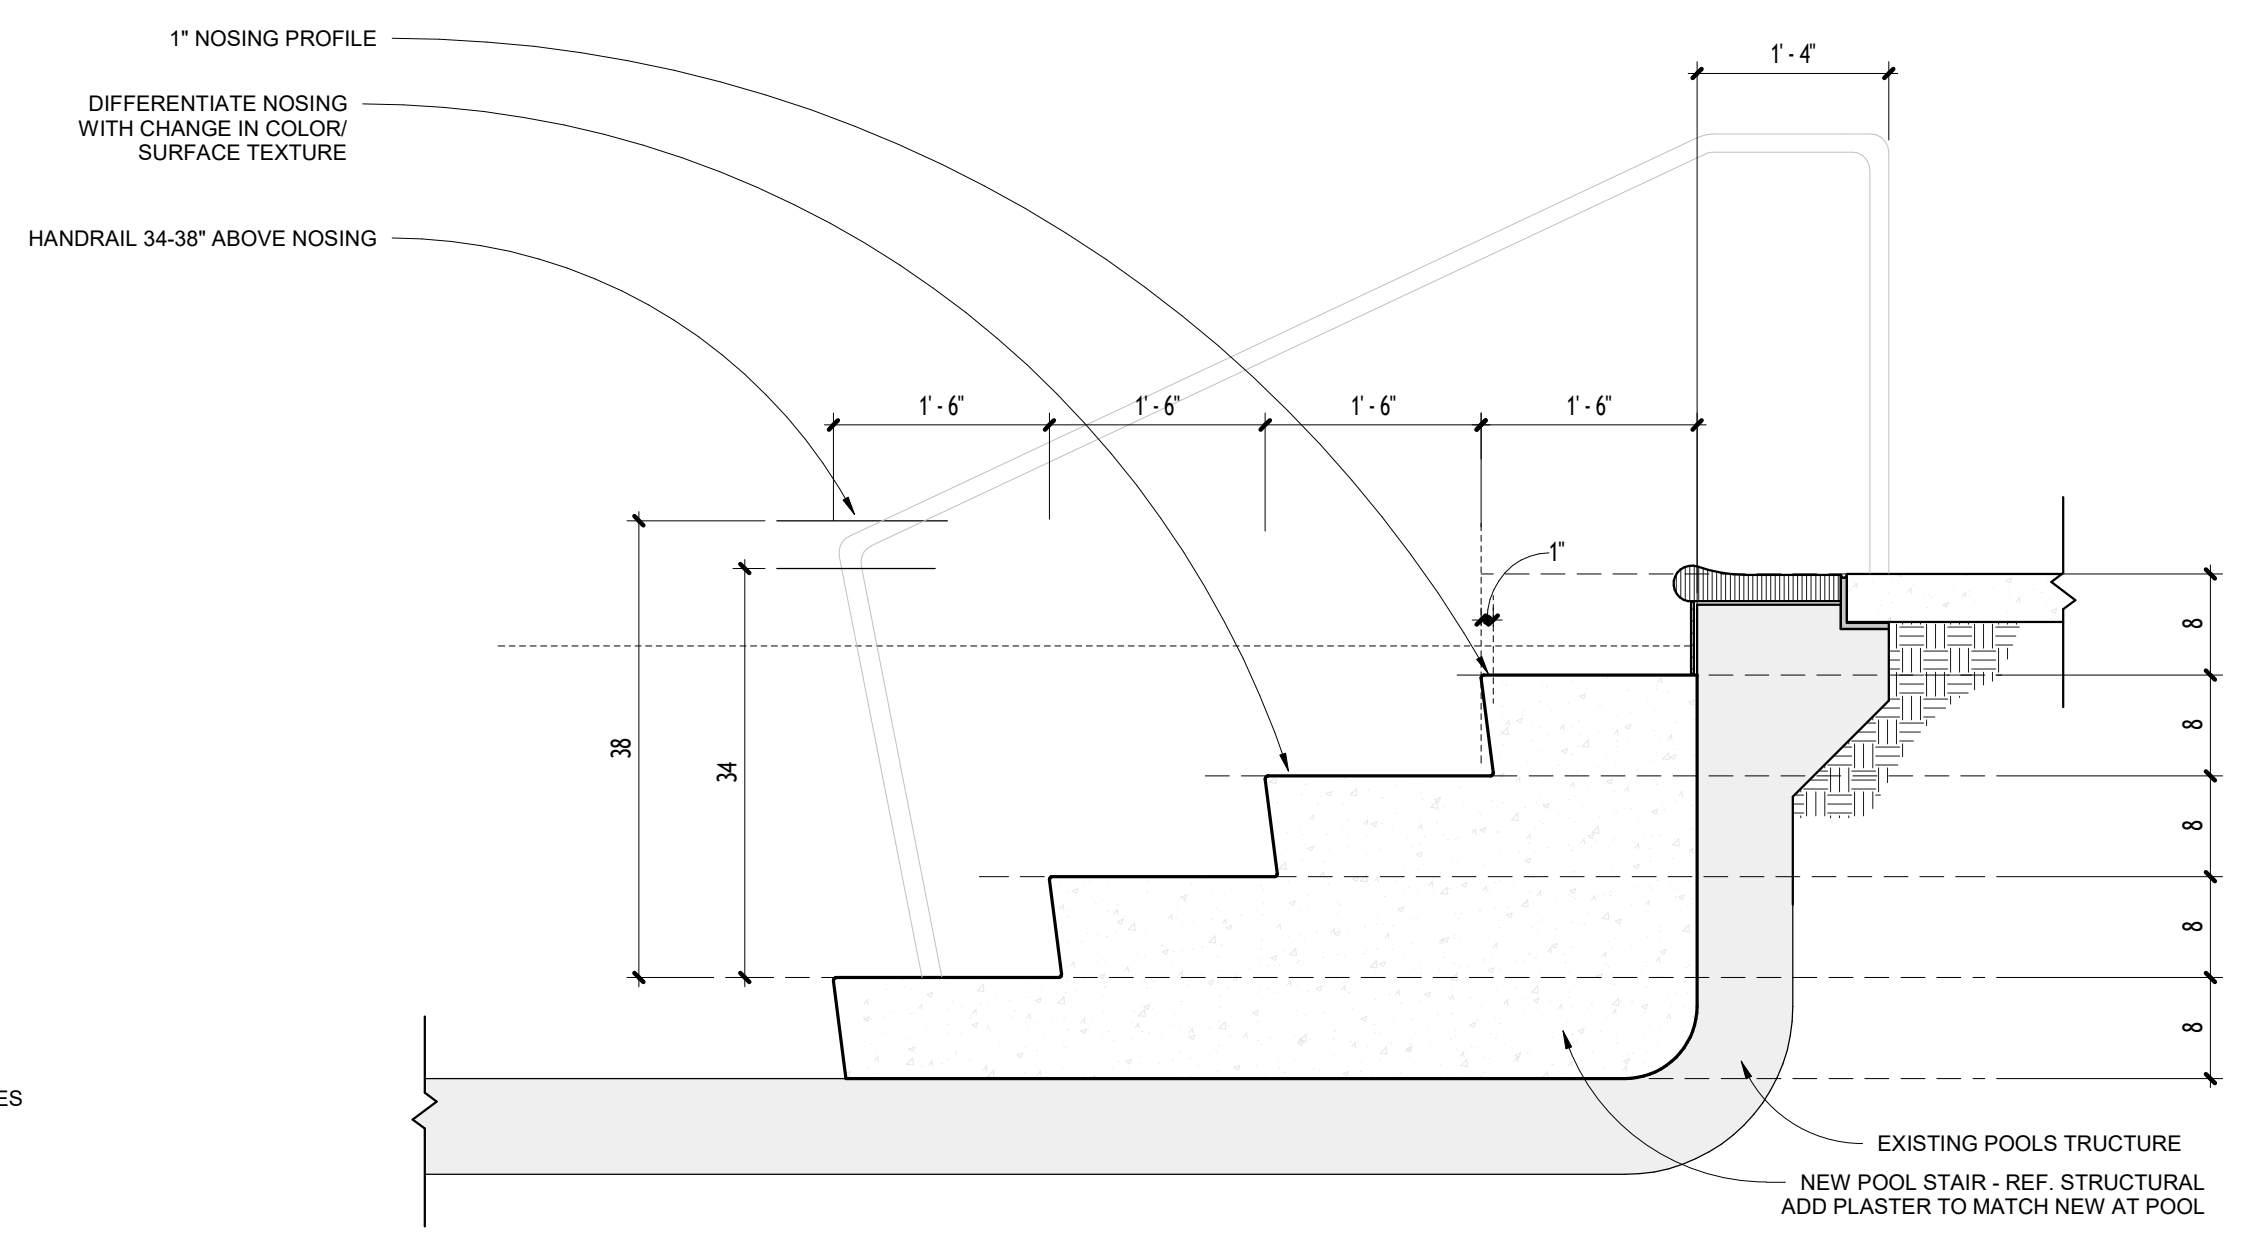 1" NOSING PROFILE
DIFFERENTIATE NOSING
WITH CHANGE IN COLOR/
SURFACE TEXTURE
HANDRAIL 34-38" ABOVE NOSING
1' - 4"
1' - 6"
1' - 6"
1' - 6"
1' - 6"
1"
38
34
8
8
8
8
8
ES
EXISTING POOLS TRUCTURE
NEW POOL STAIR - REF. STRUCTURAL
ADD PLASTER TO MATCH NEW AT POOL